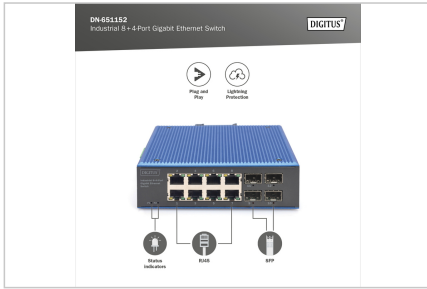 DN-651152
Industrial 8+4-Port Gigabit Ethernet Switch
DIGITUS®
Plug and
Play
Lightning
Protection
DIGITUS
Status
Indicators
RJ45
SFP